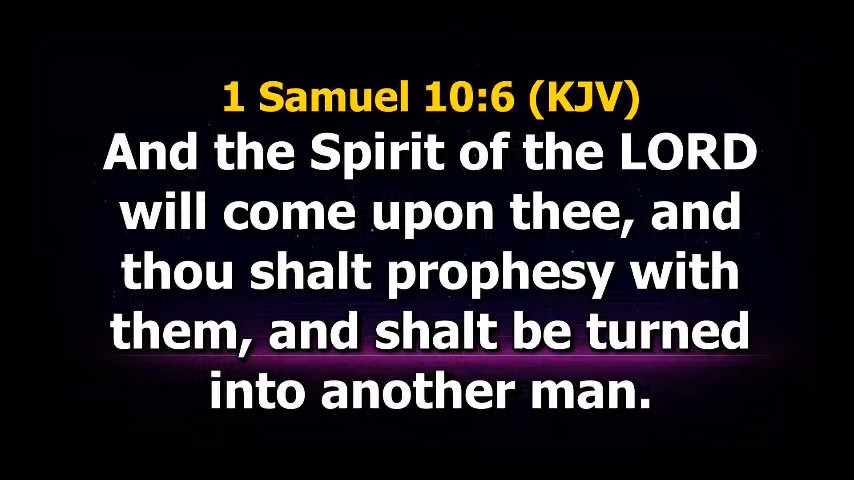 1 Samuel 10:6 (KJV)
And the Spirit of the LORD
will come upon thee, and
thou shalt prophesy with
them, and shalt be turned
into another man.